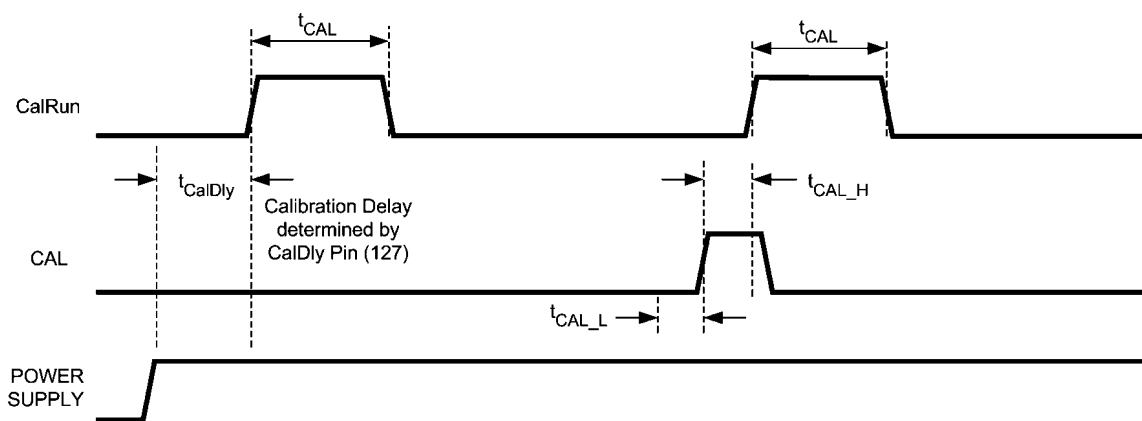 tCAL
tCAL
CalRun
tCalDly
tCAL_H
Calibration Delay
determined by
CalDly Pin (127)
CAL
tCAL_L
POWER
SUPPLY